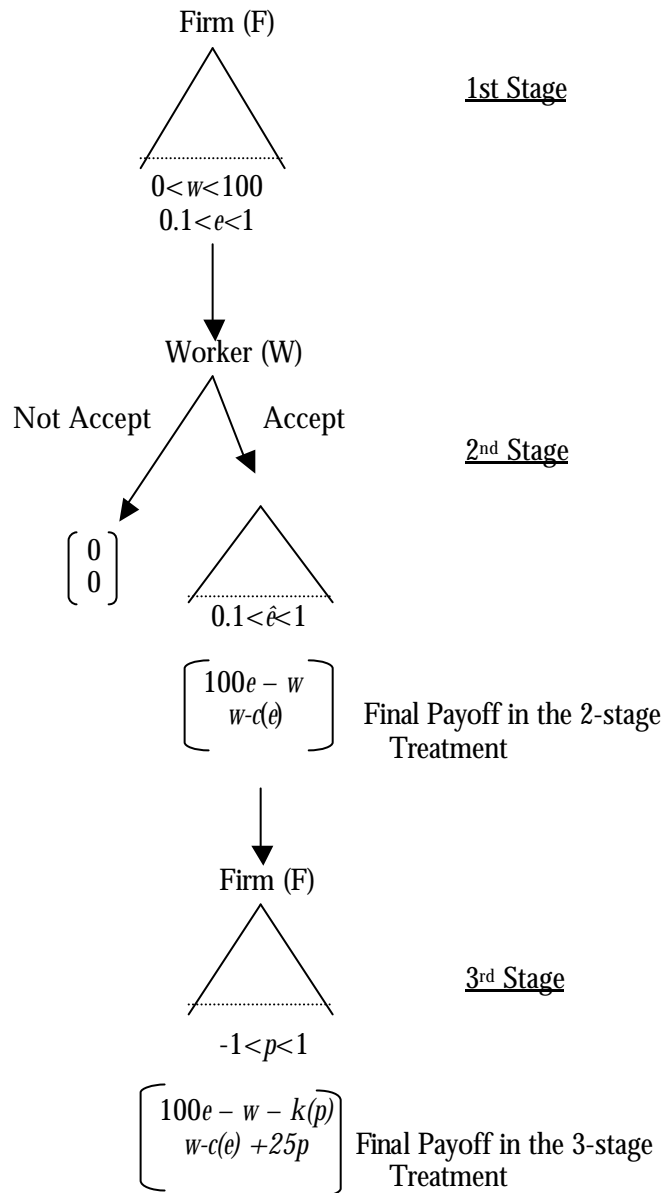 Firm (F)
1st Stage
0<w<100
0.1<e<1
Worker (W)
Not Accept
Accept
2nd Stage
0
0
0.1<ê<1
100e – w
w-c(e)
Final Payoff in the 2-stage
Treatment
Firm (F)
3rd Stage
-1<p<1
100e – w – k(p)
w-c(e) +25p
Final Payoff in the 3-stage
Treatment